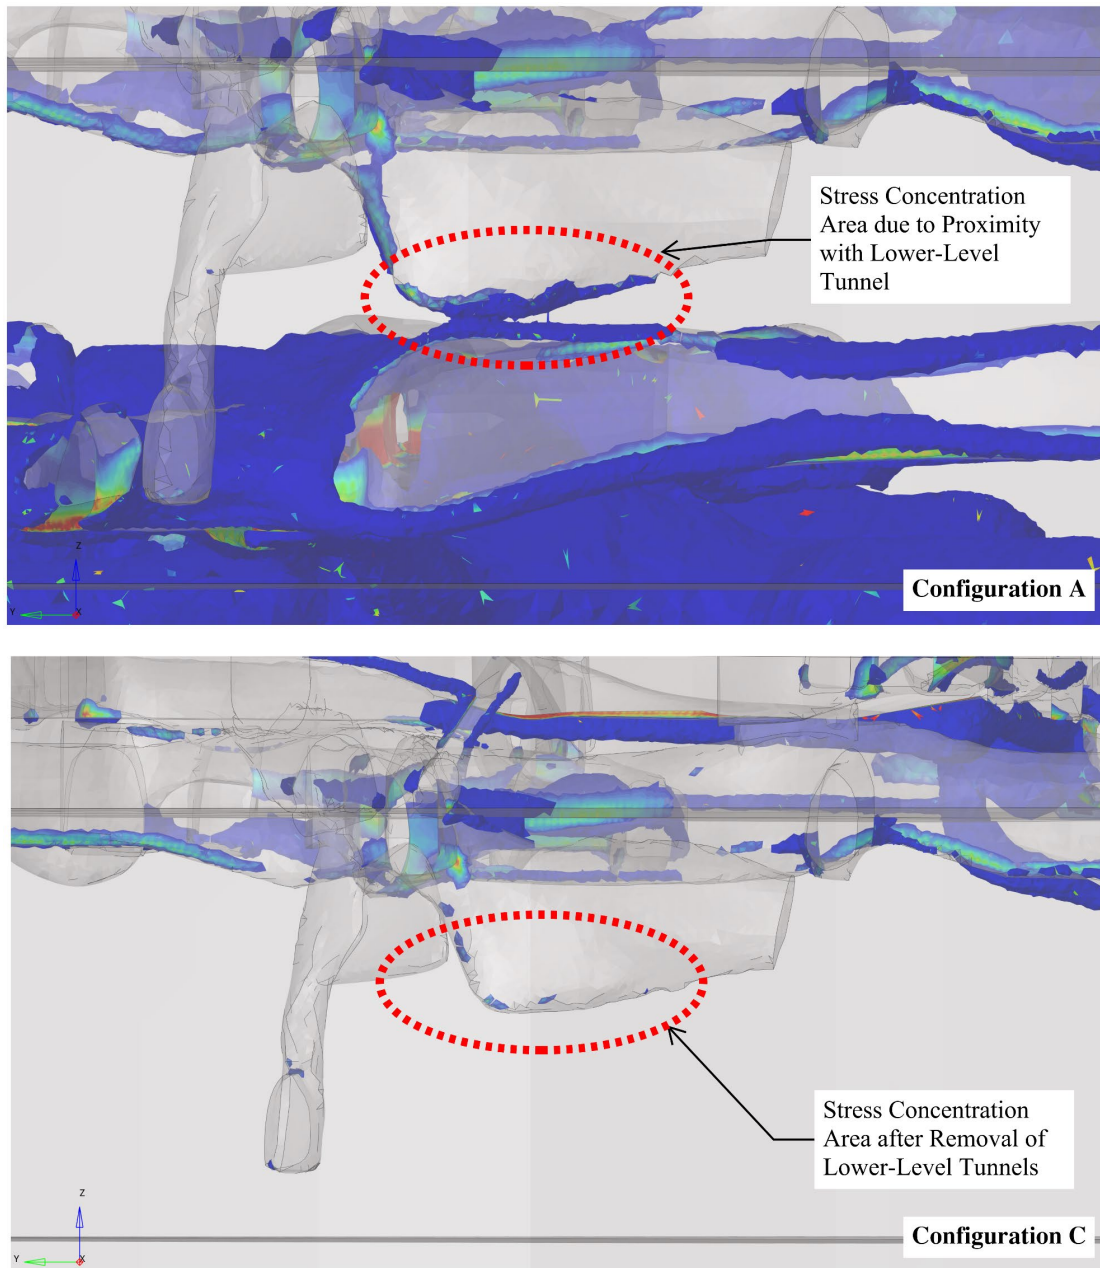 Stress Concentration
Area due to Proximity
with Lower-Level
Tunnel
Z
Y
X
Configuration A
Stress Concentration
Area after Removal of
Lower-Level Tunnels
Z
Y
X
Configuration C